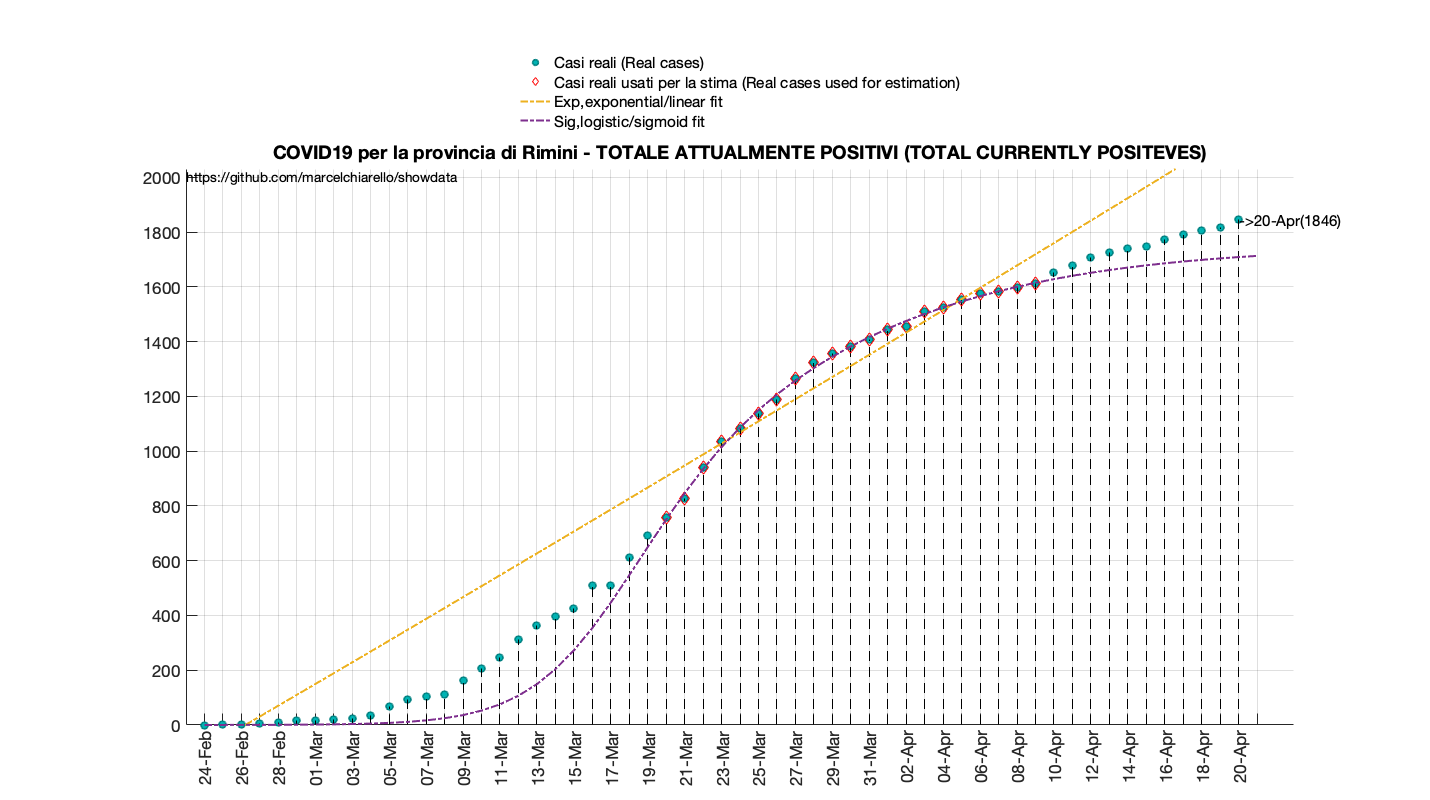 Casi reali (Real cases)
Casi reali usati per la stima (Real cases used for estimation)
Exp,exponential/linear fit
Sig,logistic/sigmoid fit
COVID19 per la provincia di Rimini - TOTALE ATTUALMENTE POSITIVI (TOTAL CURRENTLY POSITEVES)
https://github.com/marcelchiarello/showdata
2000
1800
1600
1400
1200
1000
800
600
400
200
0
->20-Apr(1846)
24-Feb
26-Feb
28-Feb
01-Mar
03-Mar
05-Mar
07-Mar
09-Mar
11-Mar
13-Mar
15-Mar
17-Mar
19-Mar
21-Mar
23-Mar
25-Mar
27-Mar
29-Mar
31-Mar
02-Apr
04-Apr
06-Apr
08-Apr
10-Apr
12-Apr
14-Apr
16-Apr
18-Apr
20-Apr